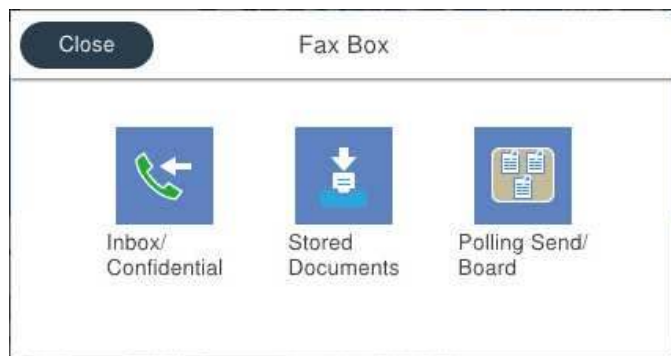 Close
Fax Box
Inbox/
Confidential
Stored
Documents
Polling Send/
Board